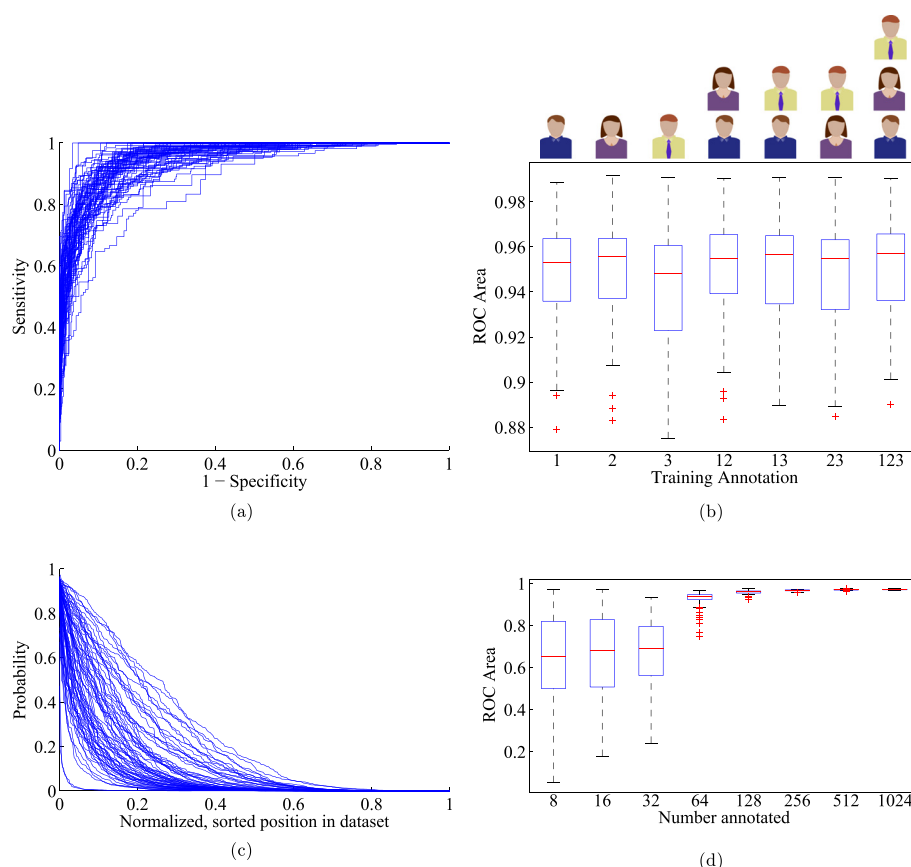 1
0.8
0.6
0.4
0.2
0
Sensitivity
0 0.2 0.4 0.6 0.8 1
1 − Specificity
(a)
0.98
0.96
0.94
0.92
0.9
0.88
ROC Area
1 2 3 12 13 23 123
Training Annotation
(b)
1
0.8
0.6
0.4
0.2
0
Probability
0 0.2 0.4 0.6 0.8 1
Normalized, sorted position in dataset
(c)
1
0.8
0.6
0.4
0.2
ROC Area
8 16 32 64 128 256 512 1024
Number annotated
(d)